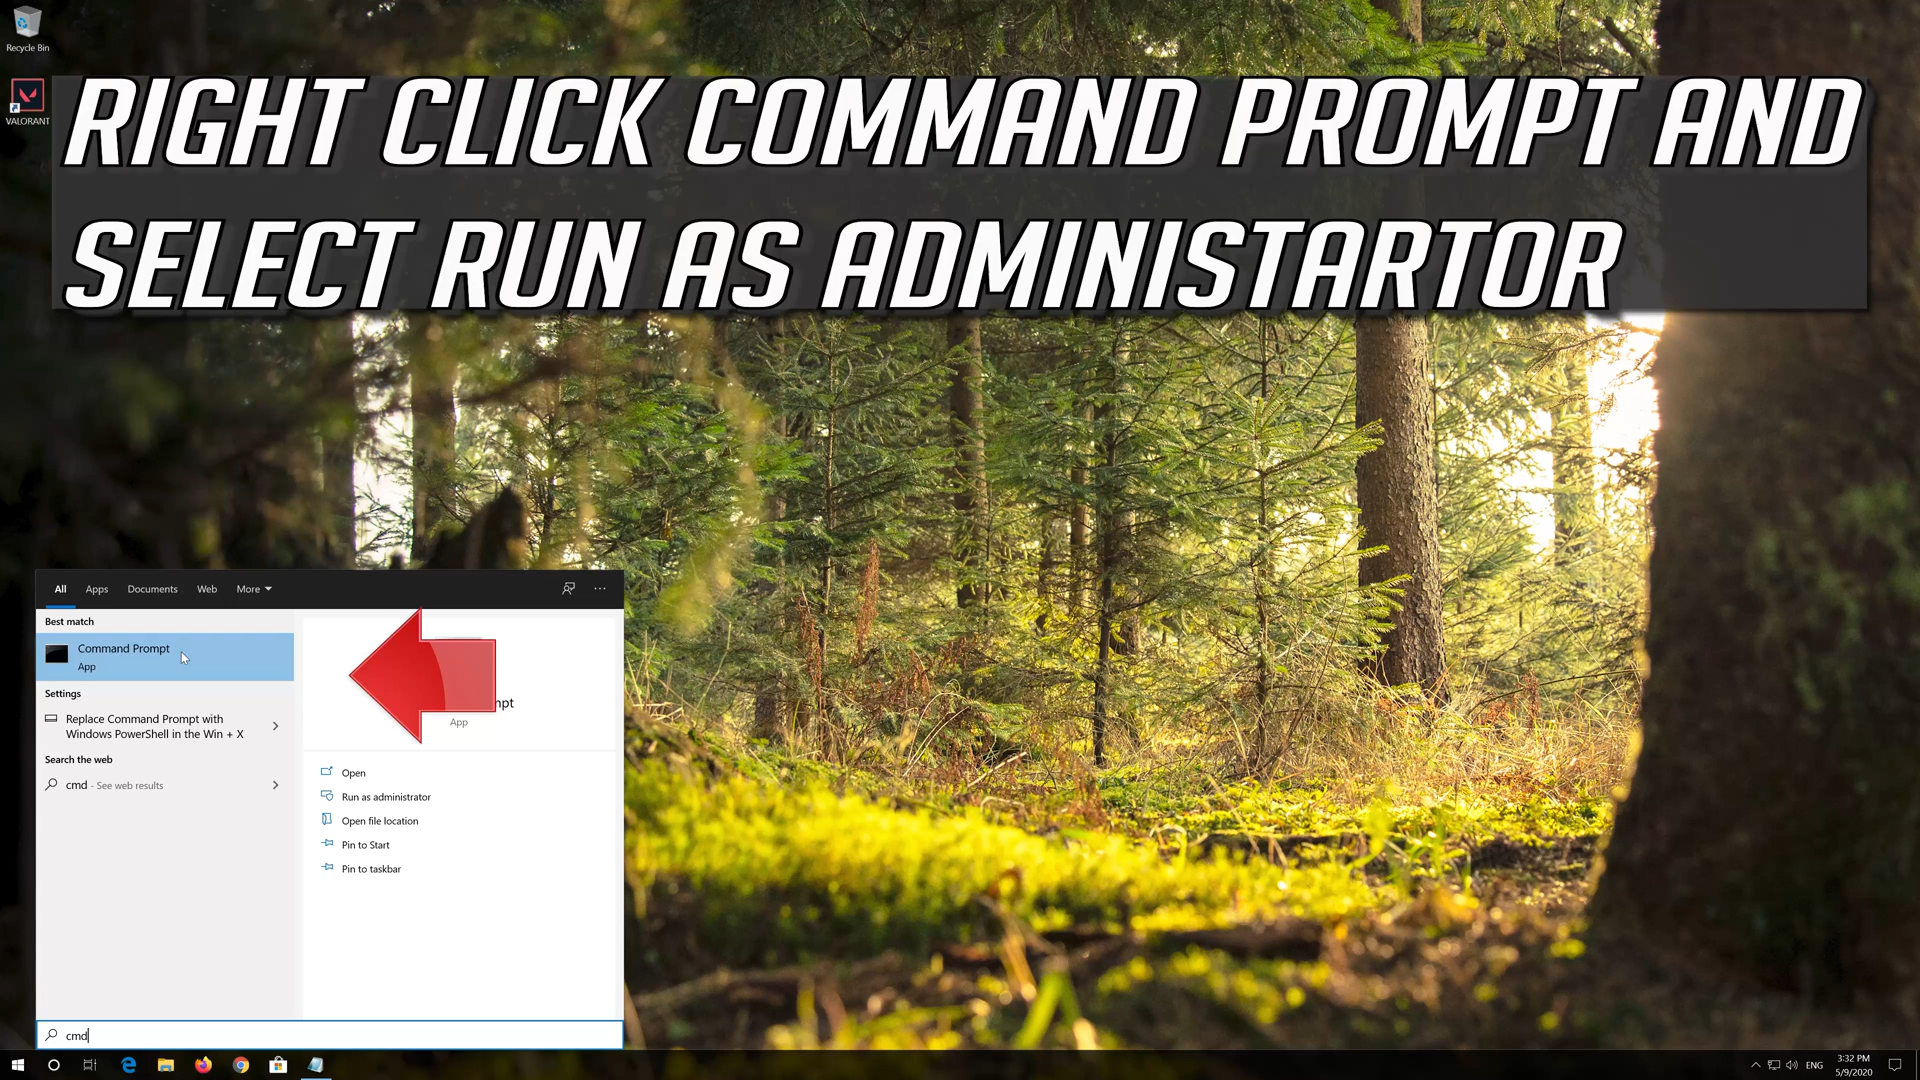 Recycle Bin
VALORANT
RIGHT CLICK COMMAND PROMPT AND
SELECT RUN AS ADMINISTARTOR
All Apps Documents Web More
Best match
Command Prompt
App
Settings
Replace Command Prompt with
Windows PowerShell in the Win + X
Search the web
cmd - See web results
App
Open
Run as administrator
Open file location
Pin to Start
Pin to taskbar
cmd
ENG
3:32 PM
5/9/2020